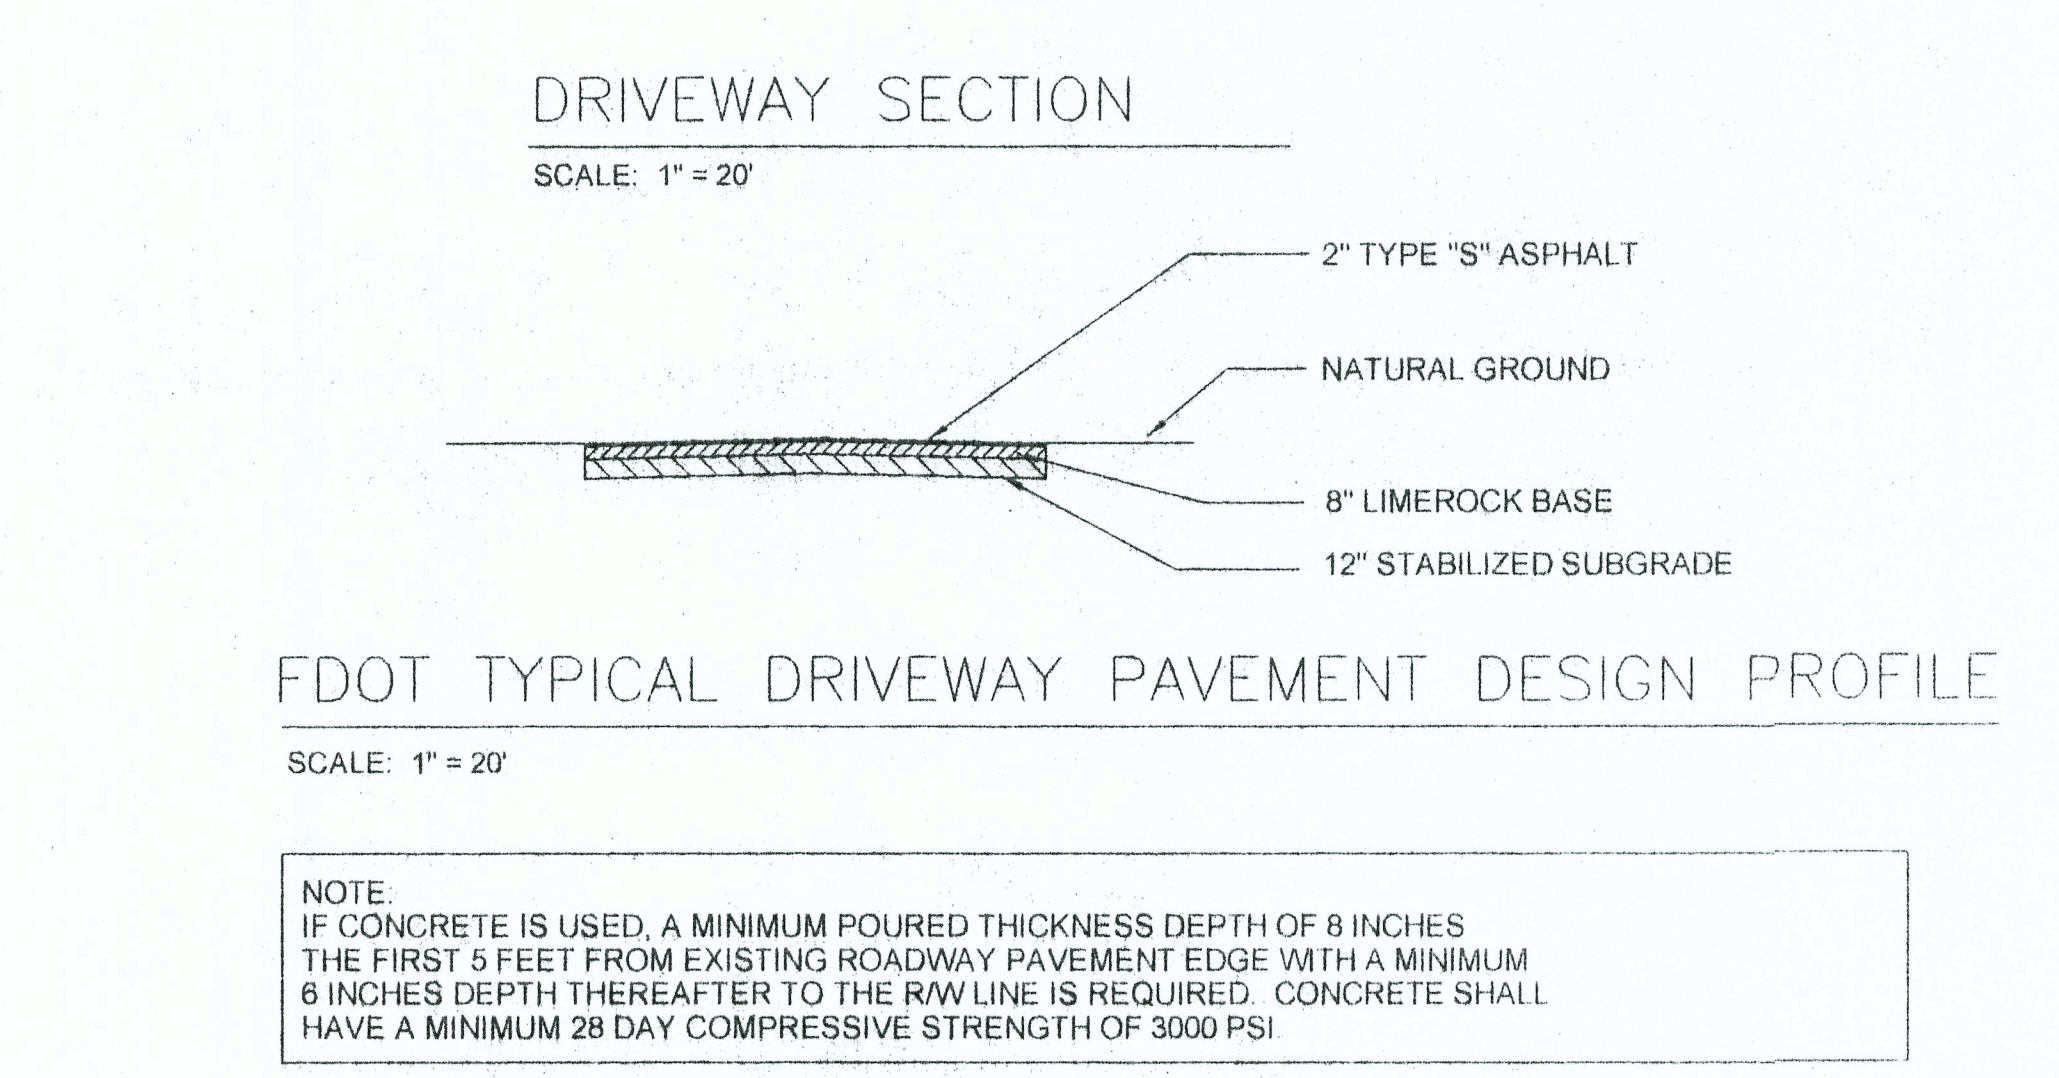 DRIVEWAY SECTION
SCALE: 1" = 20'
2" TYPE "S" ASPHALT
NATURAL GROUND
8" LIMEROCK BASE
12" STABILIZED SUBGRADE
FDOT TYPICAL DRIVEWAY PAVEMENT DESIGN PROFILE
SCALE: 1" = 20'
NOTE:
IF CONCRETE IS USED, A MINIMUM POURED THICKNESS DEPTH OF 8 INCHES
THE FIRST 5 FEET FROM EXISTING ROADWAY PAVEMENT EDGE WITH A MINIMUM
6 INCHES DEPTH THEREAFTER TO THE R/W LINE IS REQUIRED. CONCRETE SHALL
HAVE A MINIMUM 28 DAY COMPRESSIVE STRENGTH OF 3000 PSI.